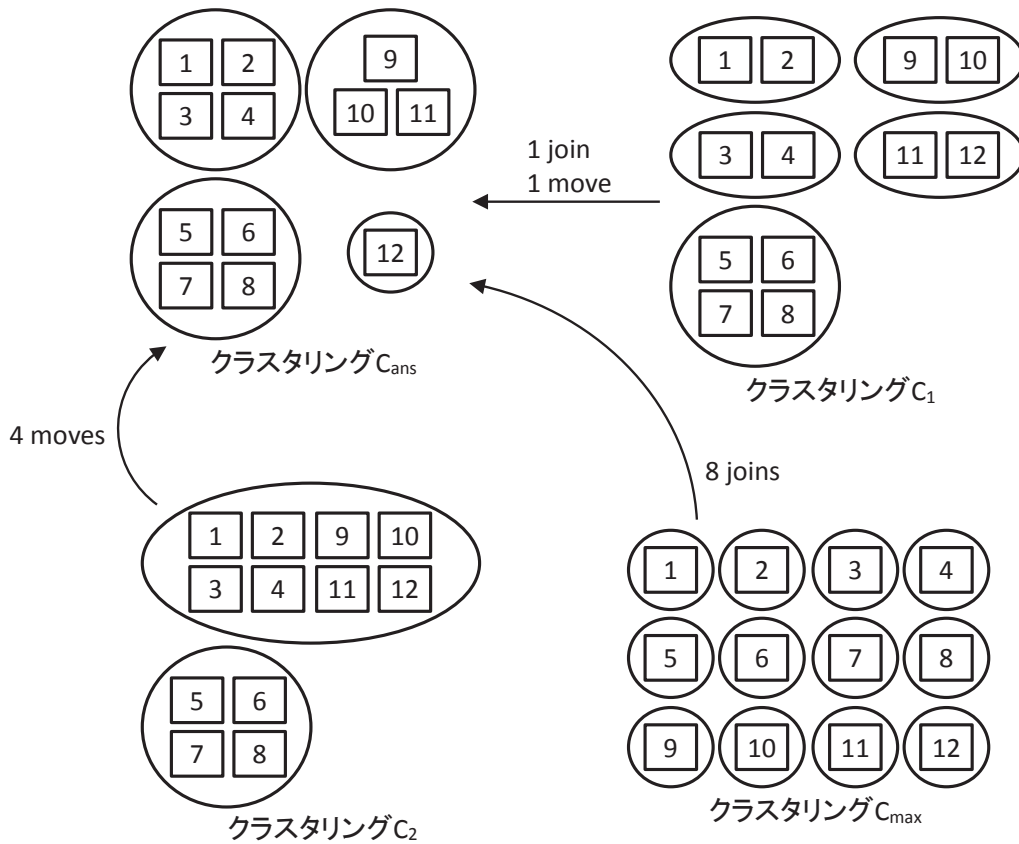 1 2
3 4
9
10 11
5 6
7 8
12
クラスタリングCans
1 join
1 move
1 2
9 10
3 4
11 12
5 6
7 8
クラスタリングC1
4 moves
8 joins
1 2 9 10
3 4 11 12
5 6
7 8
クラスタリングC2
1 2 3 4
5 6 7 8
9 10 11 12
クラスタリングCmax